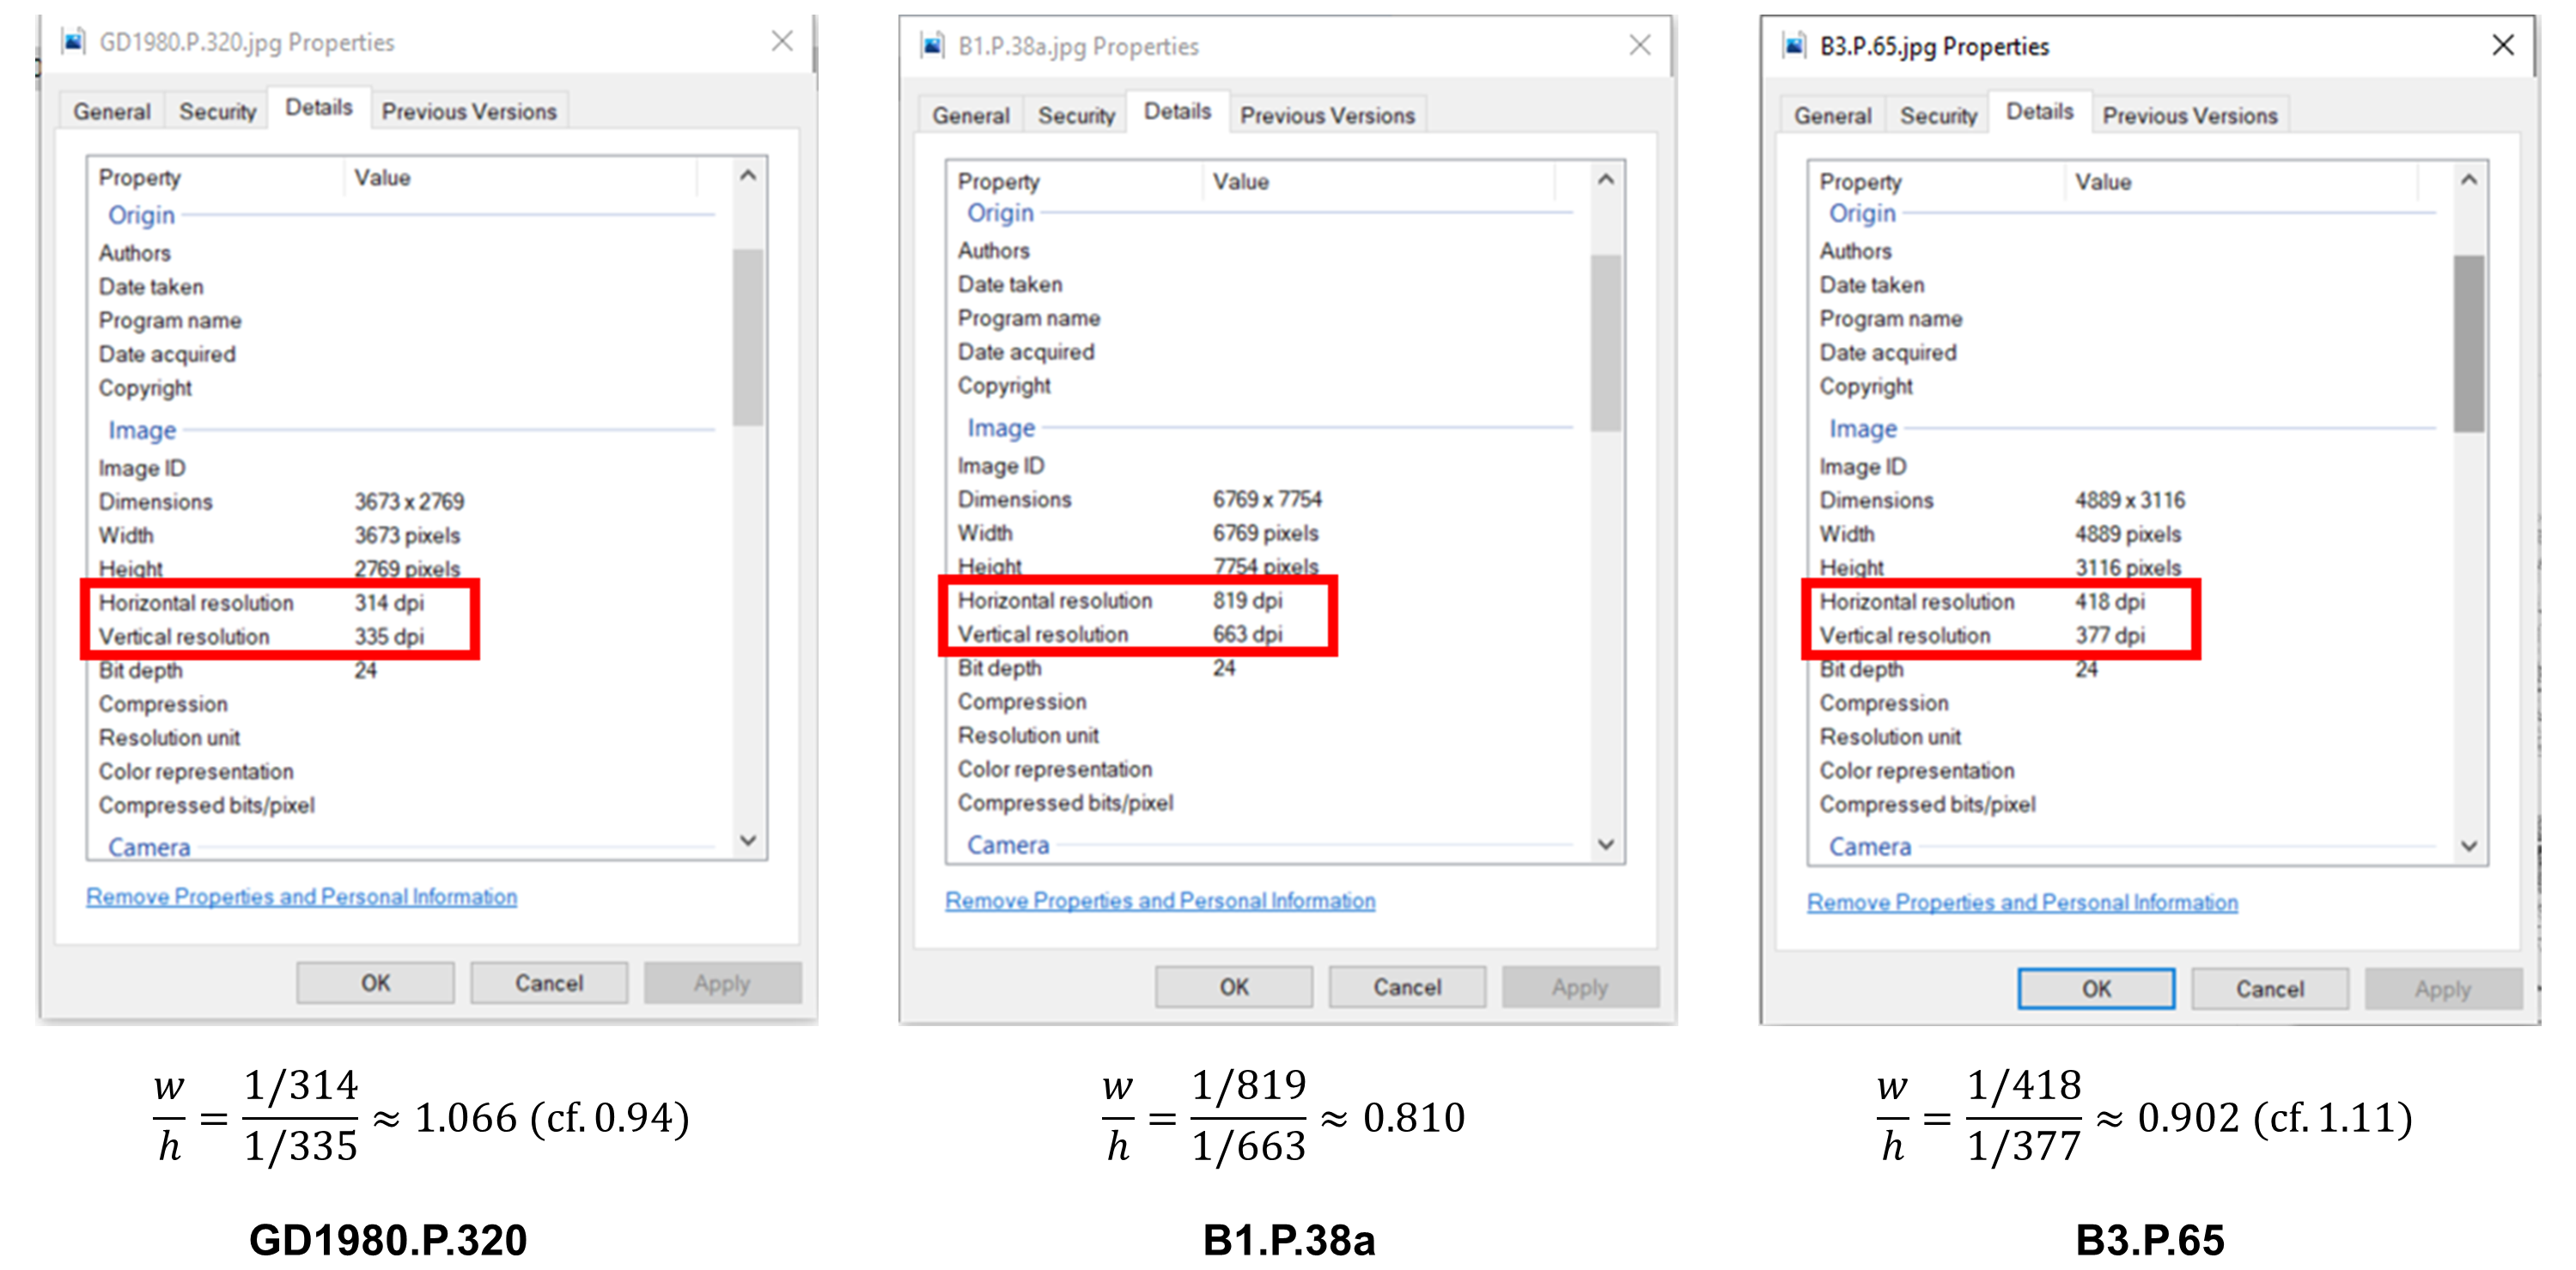 GD1980.P.320.jpg Properties
General Security Details Previous Versions
Property Value
Origin
Authors
Date taken
Program name
Date acquired
Copyright
Image
Image ID
Dimensions 3673 x 2769
Width 3673 pixels
Height 2769 pixels
Horizontal resolution 314 dpi
Vertical resolution 335 dpi
Bit depth 24
Compression
Resolution unit
Color representation
Compressed bits/pixel
Camera
Remove Properties and Personal Information
OK Cancel Apply
w/h = (1/314)/(1/335) ≈ 1.066 (cf. 0.94)
GD1980.P.320
B1.P.38a.jpg Properties
General Security Details Previous Versions
Property Value
Origin
Authors
Date taken
Program name
Date acquired
Copyright
Image
Image ID
Dimensions 6769 x 7754
Width 6769 pixels
Height 7754 pixels
Horizontal resolution 819 dpi
Vertical resolution 663 dpi
Bit depth 24
Compression
Resolution unit
Color representation
Compressed bits/pixel
Camera
Remove Properties and Personal Information
OK Cancel Apply
w/h = (1/819)/(1/663) ≈ 0.810
B1.P.38a
B3.P.65.jpg Properties
General Security Details Previous Versions
Property Value
Origin
Authors
Date taken
Program name
Date acquired
Copyright
Image
Image ID
Dimensions 4889 x 3116
Width 4889 pixels
Height 3116 pixels
Horizontal resolution 418 dpi
Vertical resolution 377 dpi
Bit depth 24
Compression
Resolution unit
Color representation
Compressed bits/pixel
Camera
Remove Properties and Personal Information
OK Cancel Apply
w/h = (1/418)/(1/377) ≈ 0.902 (cf. 1.11)
B3.P.65